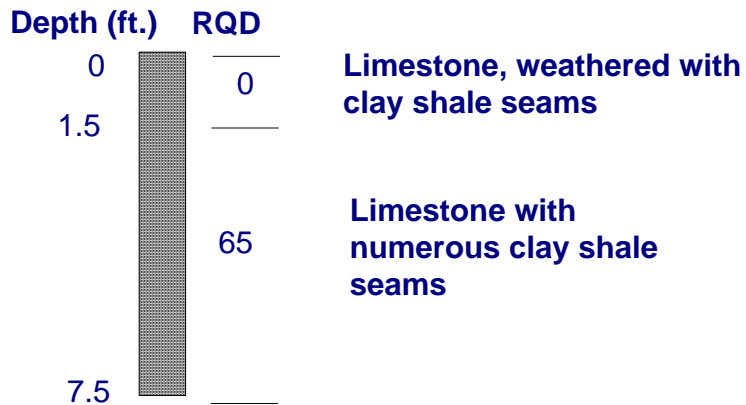 Depth (ft.) RQD
0
0
Limestone, weathered with
clay shale seams
1.5
65
Limestone with
numerous clay shale
seams
7.5